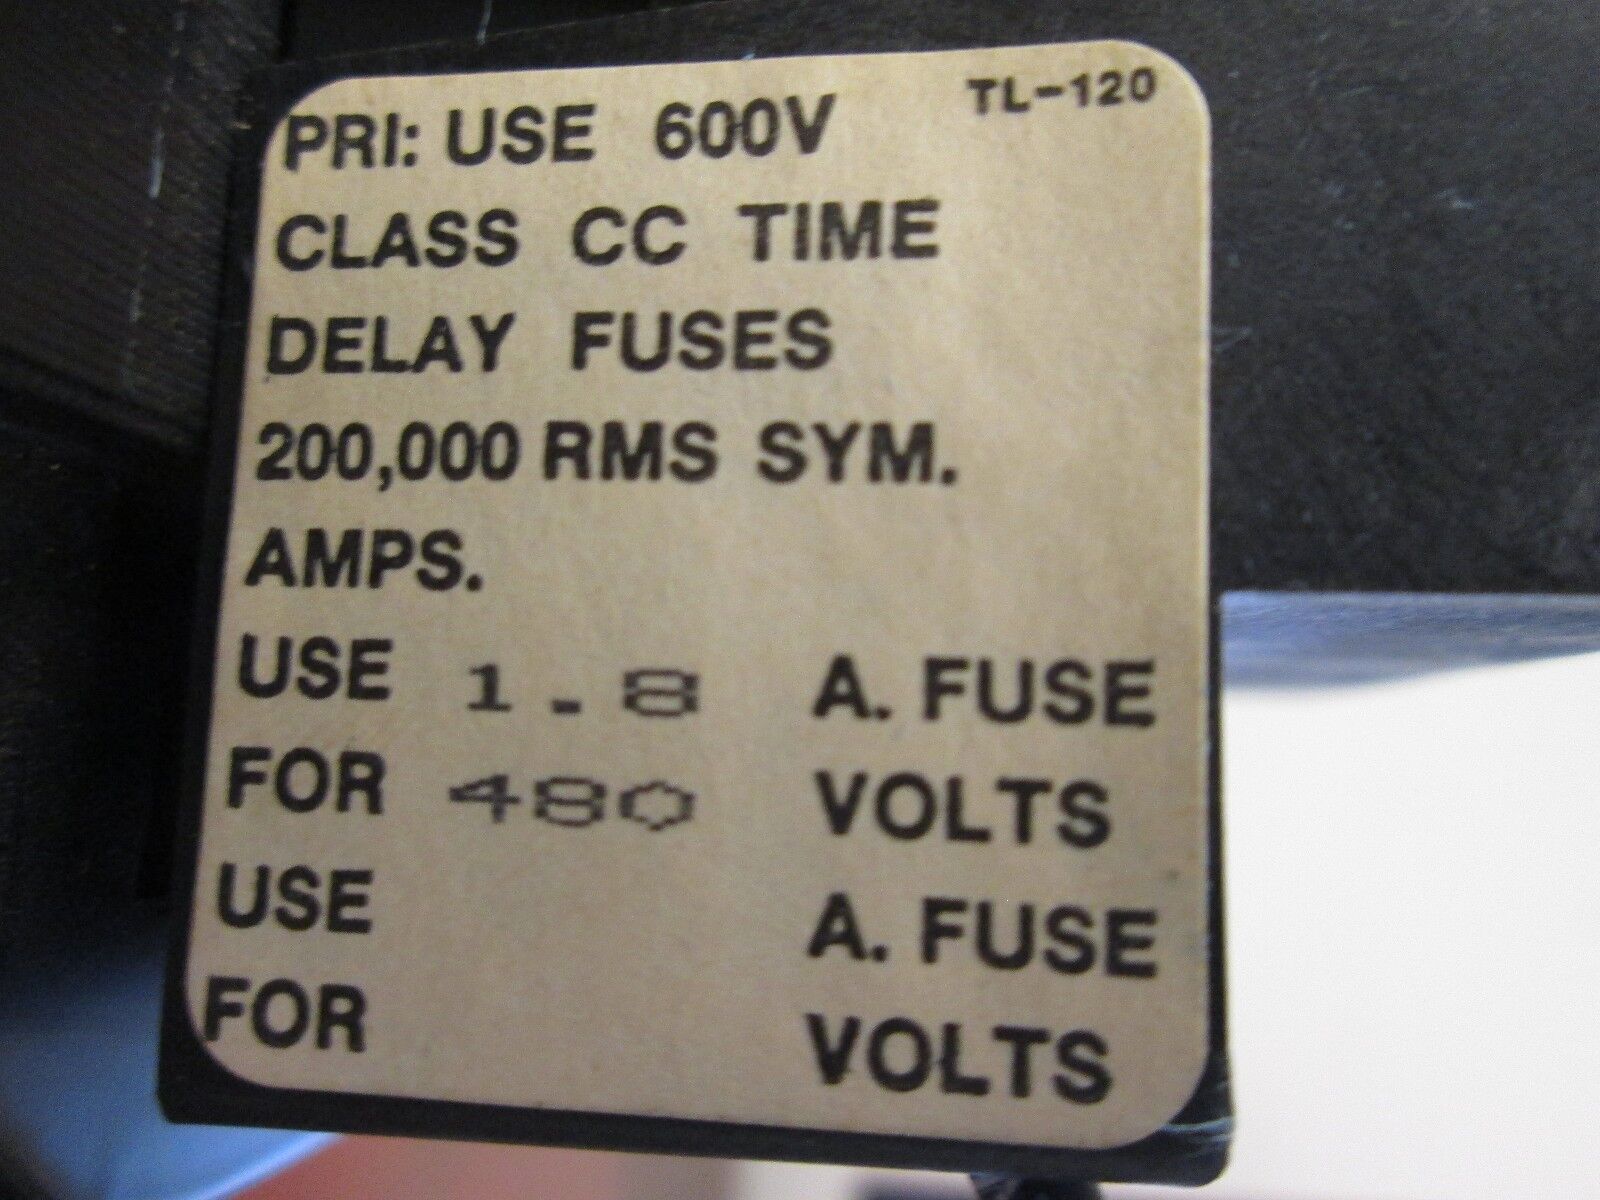 TL-120
PRI: USE 600V
CLASS CC TIME
DELAY FUSES
200,000 RMS SYM.
AMPS.
USE 1.8 A. FUSE
FOR 480 VOLTS
USE A. FUSE
FOR VOLTS